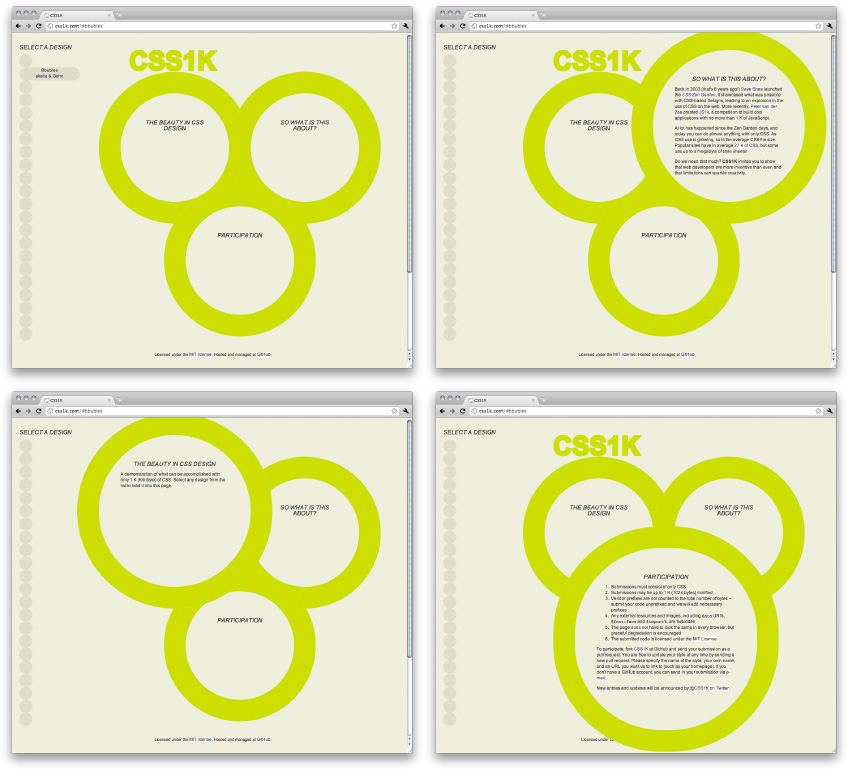 CSS1K
css1k.com/#bbubles
SELECT A DESIGN
Bbubles
CSS1K
THE BEAUTY IN CSS
DESIGN
SO WHAT IS THIS
ABOUT?
PARTICIPATION
Licensed under the MIT license. Hosted and managed at GitHub.
CSS1K
css1k.com/#bbubles
SELECT A DESIGN
CSS1K
THE BEAUTY IN CSS
DESIGN
SO WHAT IS THIS ABOUT?
Back in 2003 (that's 8 years ago!) Dave Shea launched
the CSS Zen Garden. It showcased what was possible
with CSS-based designs, leading to an explosion in the
use of CSS on the web. More recently, Peter van der
Zee created JS1k, a competition to build cool
applications with no more than 1 K of JavaScript.
A lot has happened since the Zen Garden days, and
today you can do almost anything with only CSS. As
CSS use is growing, so is the average CSS file size.
Popular sites have in average 27 K of CSS, but some
use up to a megabyte of style sheets!
Do we need that much? CSS1K invites you to show
that web developers are more inventive than ever, and
that limitations can sparkle creativity.
PARTICIPATION
Licensed under the MIT license. Hosted and managed at GitHub.
CSS1K
css1k.com/#bbubles
SELECT A DESIGN
THE BEAUTY IN CSS DESIGN
A demonstration of what can be accomplished with
only 1 K (Kib bytes) of CSS. Select any design from the
list to load it into this page.
SO WHAT IS THIS
ABOUT?
PARTICIPATION
Licensed under the MIT license. Hosted and managed at GitHub.
CSS1K
css1k.com/#bbubles
SELECT A DESIGN
CSS1K
THE BEAUTY IN CSS
DESIGN
SO WHAT IS THIS
ABOUT?
PARTICIPATION
1. Submissions must consist of only CSS
2. Submissions may be up to 1 K (1024 bytes) minified
3. Vendor prefixes are not counted to the total number of bytes –
submit your code unprefixed and we will add necessary
prefixes
4. Any external resources and images, including data URIs,
@font-face and @import's, are forbidden
5. The page does not have to look the same in every browser, but
graceful degradation is encouraged
6. The submitted code is licensed under the MIT License
To participate, fork CSS1K at GitHub and send your submission as a
pull request. You are free to update your style at any time by sending a
new pull request. Please specify the name of the style, your own name,
and an URL you want us to link to (such as your homepage). If you
don't have a GitHub account, you can send in your submission via e-
mail.
New entries and updates will be announced by @CSS1K on Twitter.
Licensed under